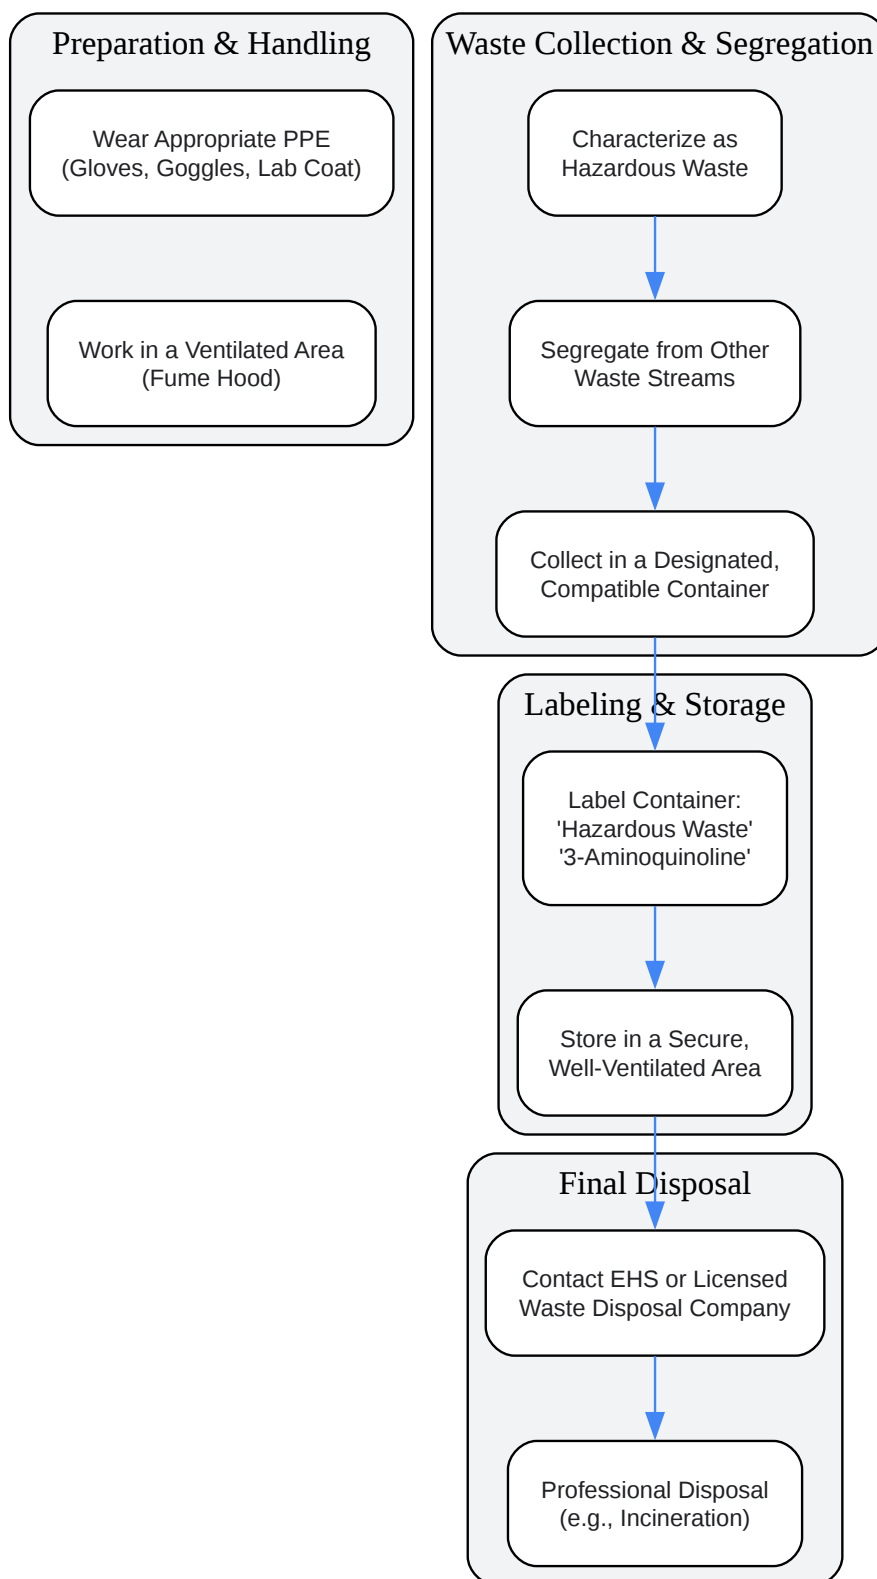 Preparation & Handling
Wear Appropriate PPE
(Gloves, Goggles, Lab Coat)
Work in a Ventilated Area
(Fume Hood)
Waste Collection & Segregation
Characterize as
Hazardous Waste
Segregate from Other
Waste Streams
Collect in a Designated,
Compatible Container
Labeling & Storage
Label Container:
'Hazardous Waste'
'3-Aminoquinoline'
Store in a Secure,
Well-Ventilated Area
Final Disposal
Contact EHS or Licensed
Waste Disposal Company
Professional Disposal
(e.g., Incineration)